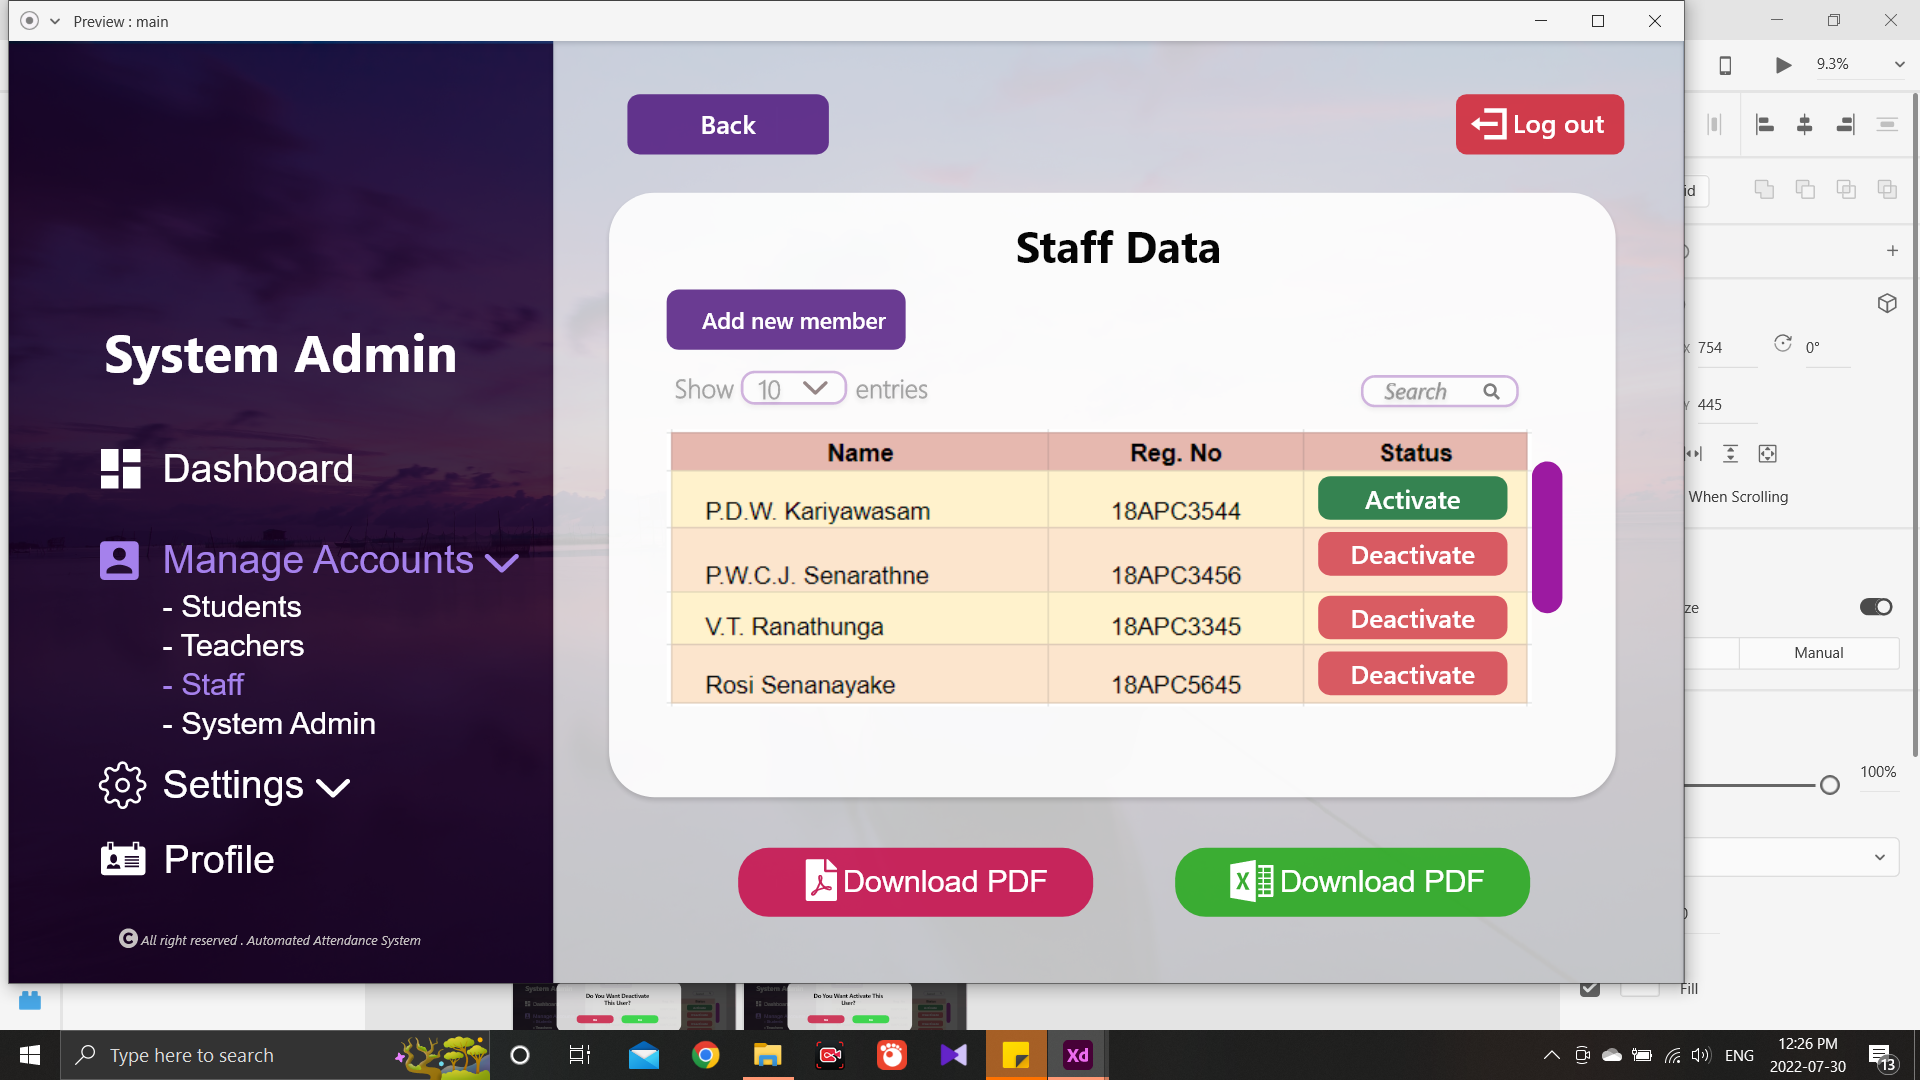 Preview : main
9.3%
Back
Log out
Staff Data
Add new member
Show 10 entries
Search
Name Reg. No Status
P.D.W. Kariyawasam 18APC3544 Activate
P.W.C.J. Senarathne 18APC3456 Deactivate
V.T. Ranathunga 18APC3345 Deactivate
Rosi Senanayake 18APC5645 Deactivate
Download PDF
Download PDF
System Admin
Dashboard
Manage Accounts
- Students
- Teachers
- Staff
- System Admin
Settings
Profile
C All right reserved . Automated Attendance System
id
X 754 0°
Y 445
When Scrolling
ze
Manual
100%
Fill
Do You Want Deactivate
This User?
Do You Want Activate This
User?
Type here to search
Xd
ENG
12:26 PM
2022-07-30
13